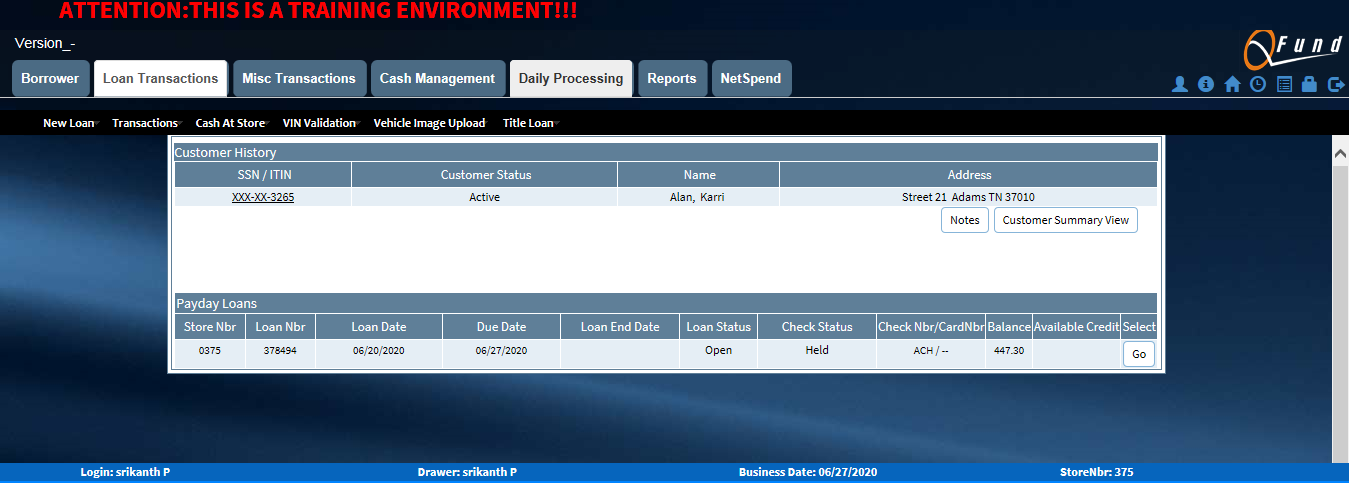 ATTENTION:THIS IS A TRAINING ENVIRONMENT!!!
Version_-
QFund
Borrower Loan Transactions Misc Transactions Cash Management Daily Processing Reports NetSpend
New Loan Transactions Cash At Store VIN Validation Vehicle Image Upload Title Loan
Customer History
SSN / ITIN Customer Status Name Address
XXX-XX-3265 Active Alan, Karri Street 21 Adams TN 37010
Notes Customer Summary View
Payday Loans
Store Nbr Loan Nbr Loan Date Due Date Loan End Date Loan Status Check Status Check Nbr/CardNbr Balance Available Credit Select
0375 378494 06/20/2020 06/27/2020 Open Held ACH / -- 447.30 Go
Login: srikanth P Drawer: srikanth P Business Date: 06/27/2020 StoreNbr: 375